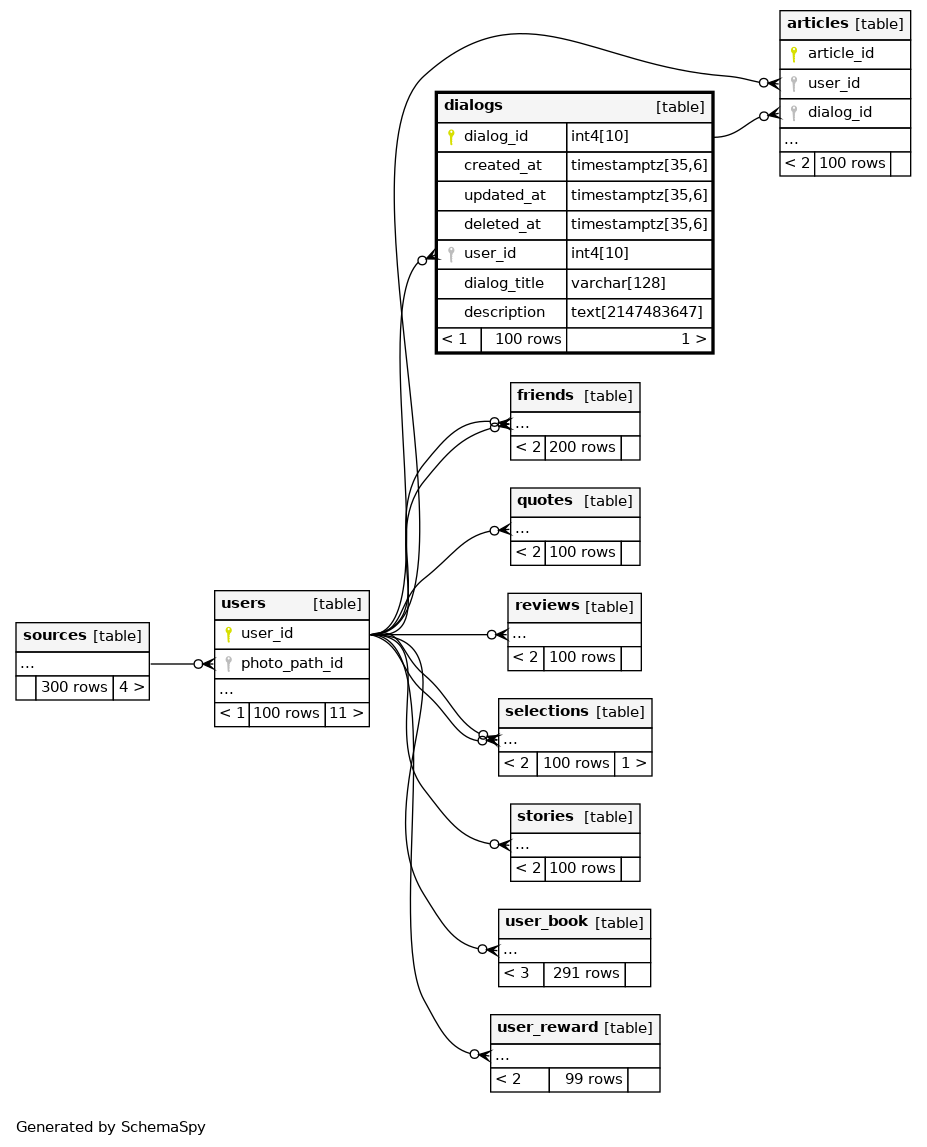 articles [table]
article_id
user_id
dialog_id
...
< 2 100 rows
dialogs [table]
dialog_id int4[10]
created_at timestamptz[35,6]
updated_at timestamptz[35,6]
deleted_at timestamptz[35,6]
user_id int4[10]
dialog_title varchar[128]
description text[2147483647]
< 1 100 rows 1 >
friends [table]
...
< 2 200 rows
quotes [table]
...
< 2 100 rows
sources [table]
...
300 rows 4 >
users [table]
user_id
photo_path_id
...
< 1 100 rows 11 >
reviews [table]
...
< 2 100 rows
selections [table]
...
< 2 100 rows 1 >
stories [table]
...
< 2 100 rows
user_book [table]
...
< 3 291 rows
user_reward [table]
...
< 2 99 rows
Generated by SchemaSpy